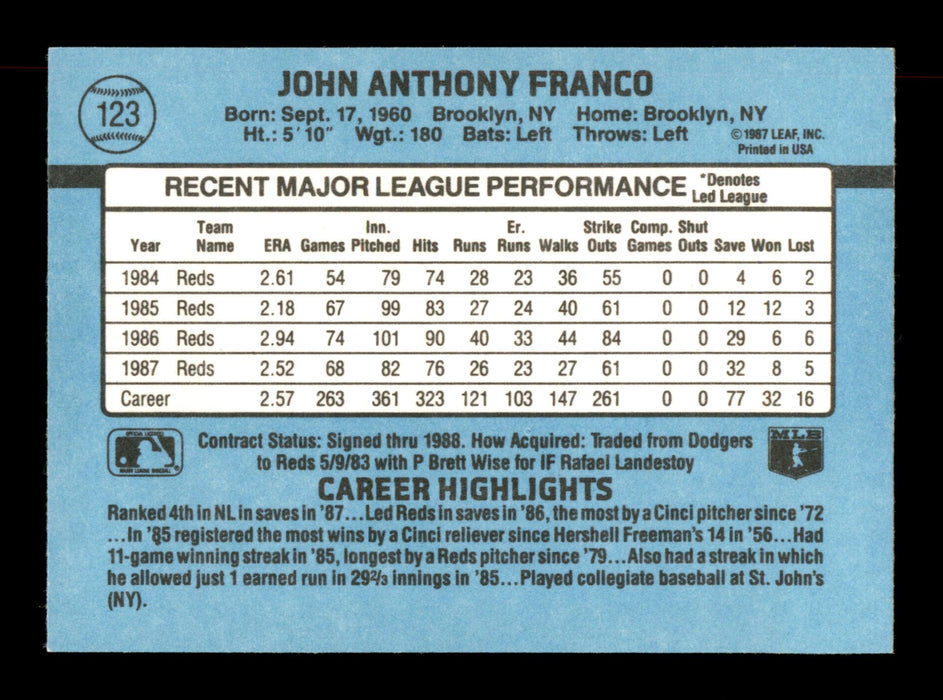 123
JOHN ANTHONY FRANCO
Born: Sept. 17, 1960 Brooklyn, NY Home: Brooklyn, NY
Ht.: 5'10" Wgt.: 180 Bats: Left Throws: Left
©1987 LEAF, INC.
Printed in USA
RECENT MAJOR LEAGUE PERFORMANCE *Denotes Led League
Year Team Name ERA Games Inn. Pitched Hits Runs Er. Runs Walks Strike Outs Comp. Games Shut Outs Save Won Lost
1984 Reds 2.61 54 79 74 28 23 36 55 0 0 4 6 2
1985 Reds 2.18 67 99 83 27 24 40 61 0 0 12 12 3
1986 Reds 2.94 74 101 90 40 33 44 84 0 0 29 6 6
1987 Reds 2.52 68 82 76 26 23 27 61 0 0 32 8 5
Career 2.57 263 361 323 121 103 147 261 0 0 77 32 16
OFFICIAL LICENSEE
MAJOR LEAGUE BASEBALL
Contract Status: Signed thru 1988. How Acquired: Traded from Dodgers
to Reds 5/9/83 with P Brett Wise for IF Rafael Landestoy
MLB
CAREER HIGHLIGHTS
Ranked 4th in NL in saves in '87...Led Reds in saves in '86, the most by a Cinci pitcher since '72
...In '85 registered the most wins by a Cinci reliever since Hershell Freeman's 14 in '56...Had
11-game winning streak in '85, longest by a Reds pitcher since '79...Also had a streak in which
he allowed just 1 earned run in 29 2/3 innings in '85...Played collegiate baseball at St. John's
(NY).